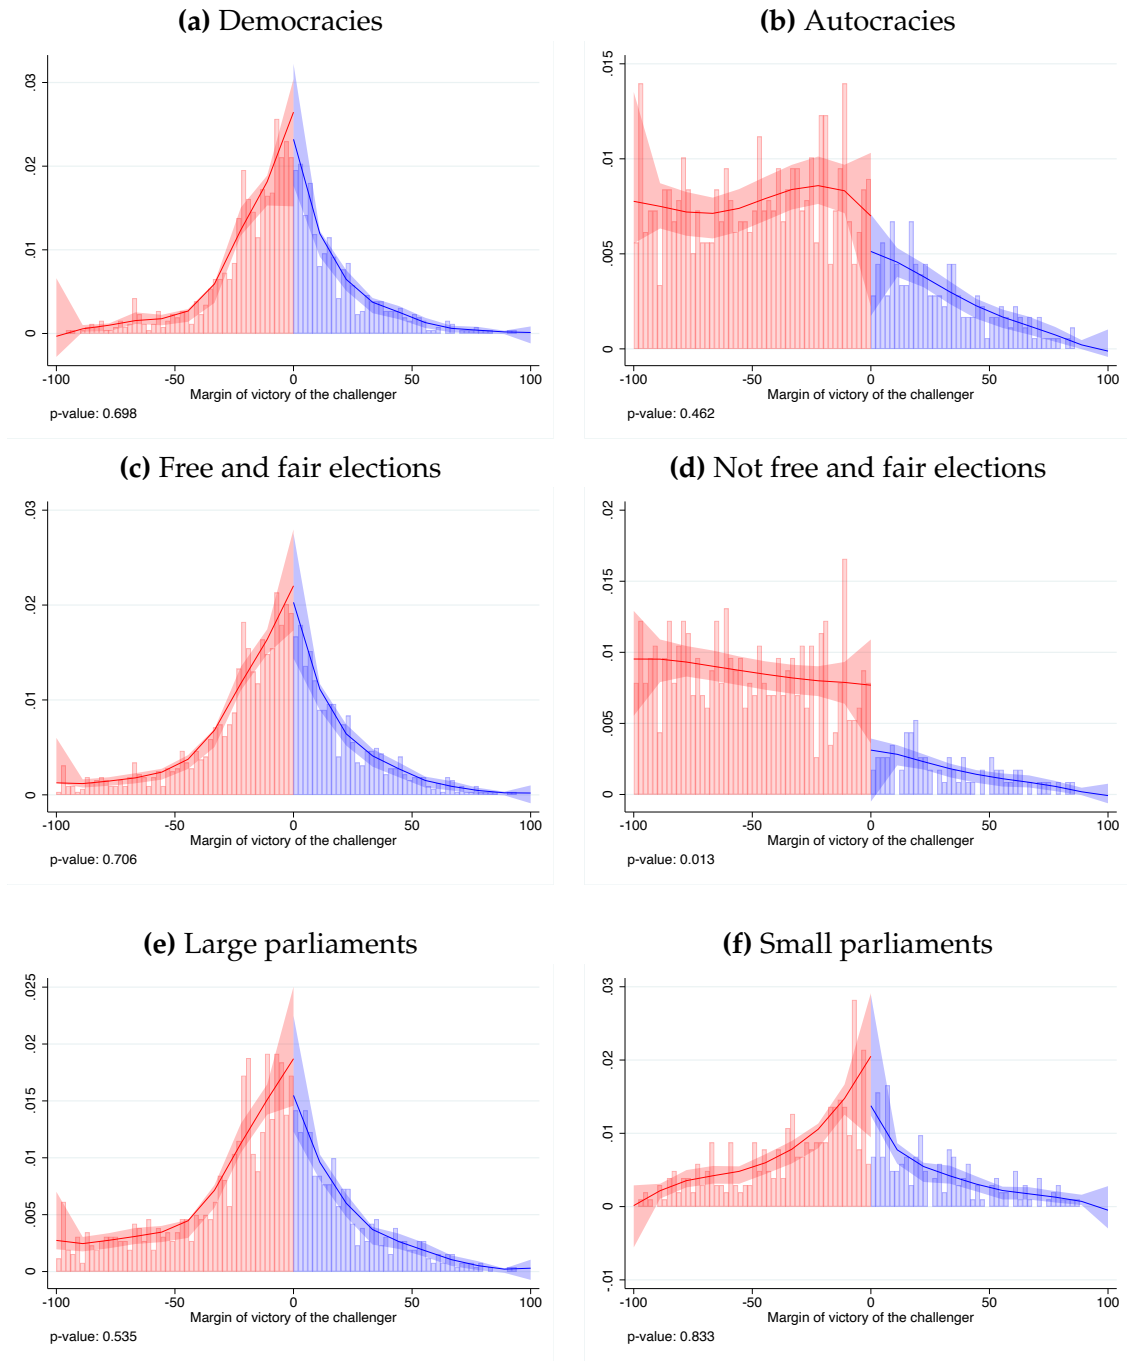 (a) Democracies
(b) Autocracies
.03
.02
.01
0
-100 -50 0 50 100
Margin of victory of the challenger
p-value: 0.698
.015
.01
.005
0
-100 -50 0 50 100
Margin of victory of the challenger
p-value: 0.462
(c) Free and fair elections
(d) Not free and fair elections
.03
.02
.01
0
-100 -50 0 50 100
Margin of victory of the challenger
p-value: 0.706
.02
.015
.01
.005
0
-100 -50 0 50 100
Margin of victory of the challenger
p-value: 0.013
(e) Large parliaments
(f) Small parliaments
.025
.02
.015
.01
.005
0
-100 -50 0 50 100
Margin of victory of the challenger
p-value: 0.535
.03
.02
.01
0
-.01
-100 -50 0 50 100
Margin of victory of the challenger
p-value: 0.833